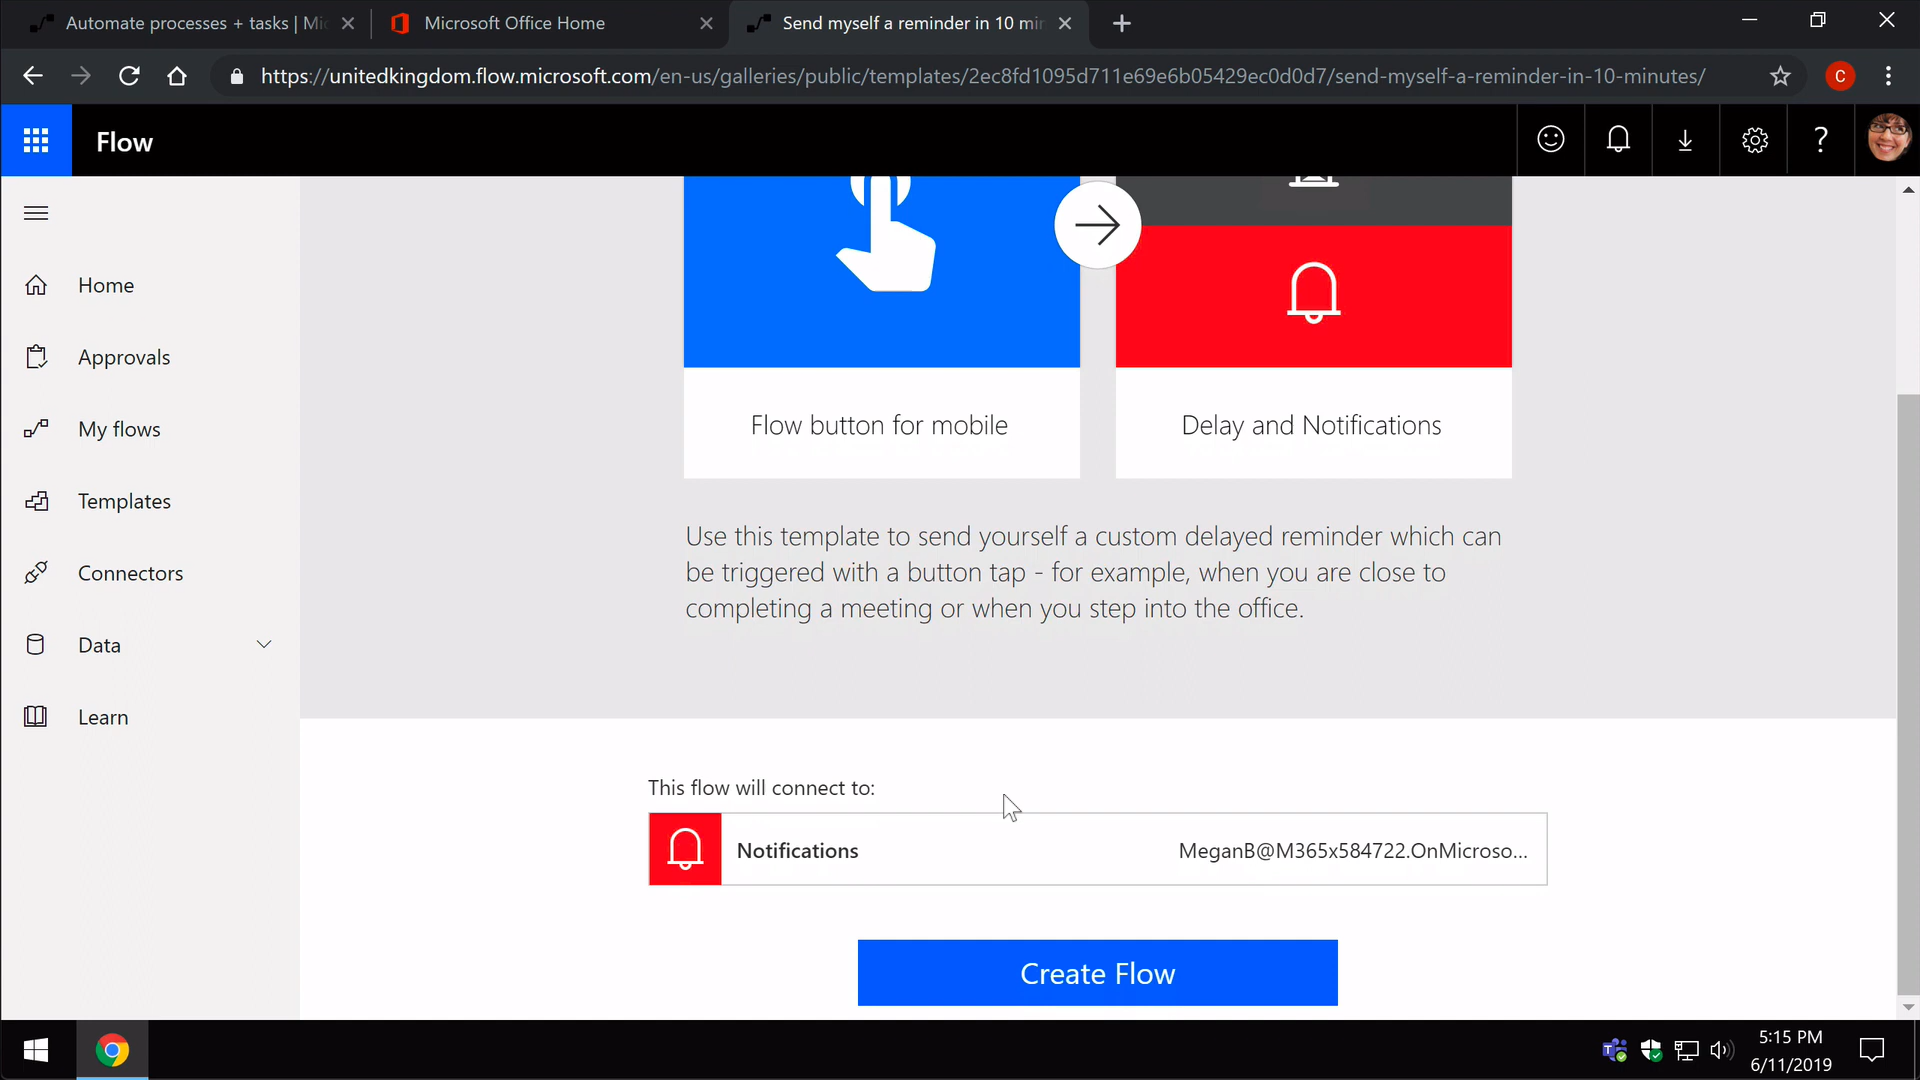 Automate processes + tasks | Mi
Microsoft Office Home
Send myself a reminder in 10 mi
https://unitedkingdom.flow.microsoft.com/en-us/galleries/public/templates/2ec8fd1095d711e69e6b05429ec0d0d7/send-myself-a-reminder-in-10-minutes/
C
Flow
?
Home
Approvals
My flows
Templates
Connectors
Data
Learn
Flow button for mobile
Delay and Notifications
Use this template to send yourself a custom delayed reminder which can
be triggered with a button tap - for example, when you are close to
completing a meeting or when you step into the office.
This flow will connect to:
Notifications
MeganB@M365x584722.OnMicroso...
Create Flow
5:15 PM
6/11/2019